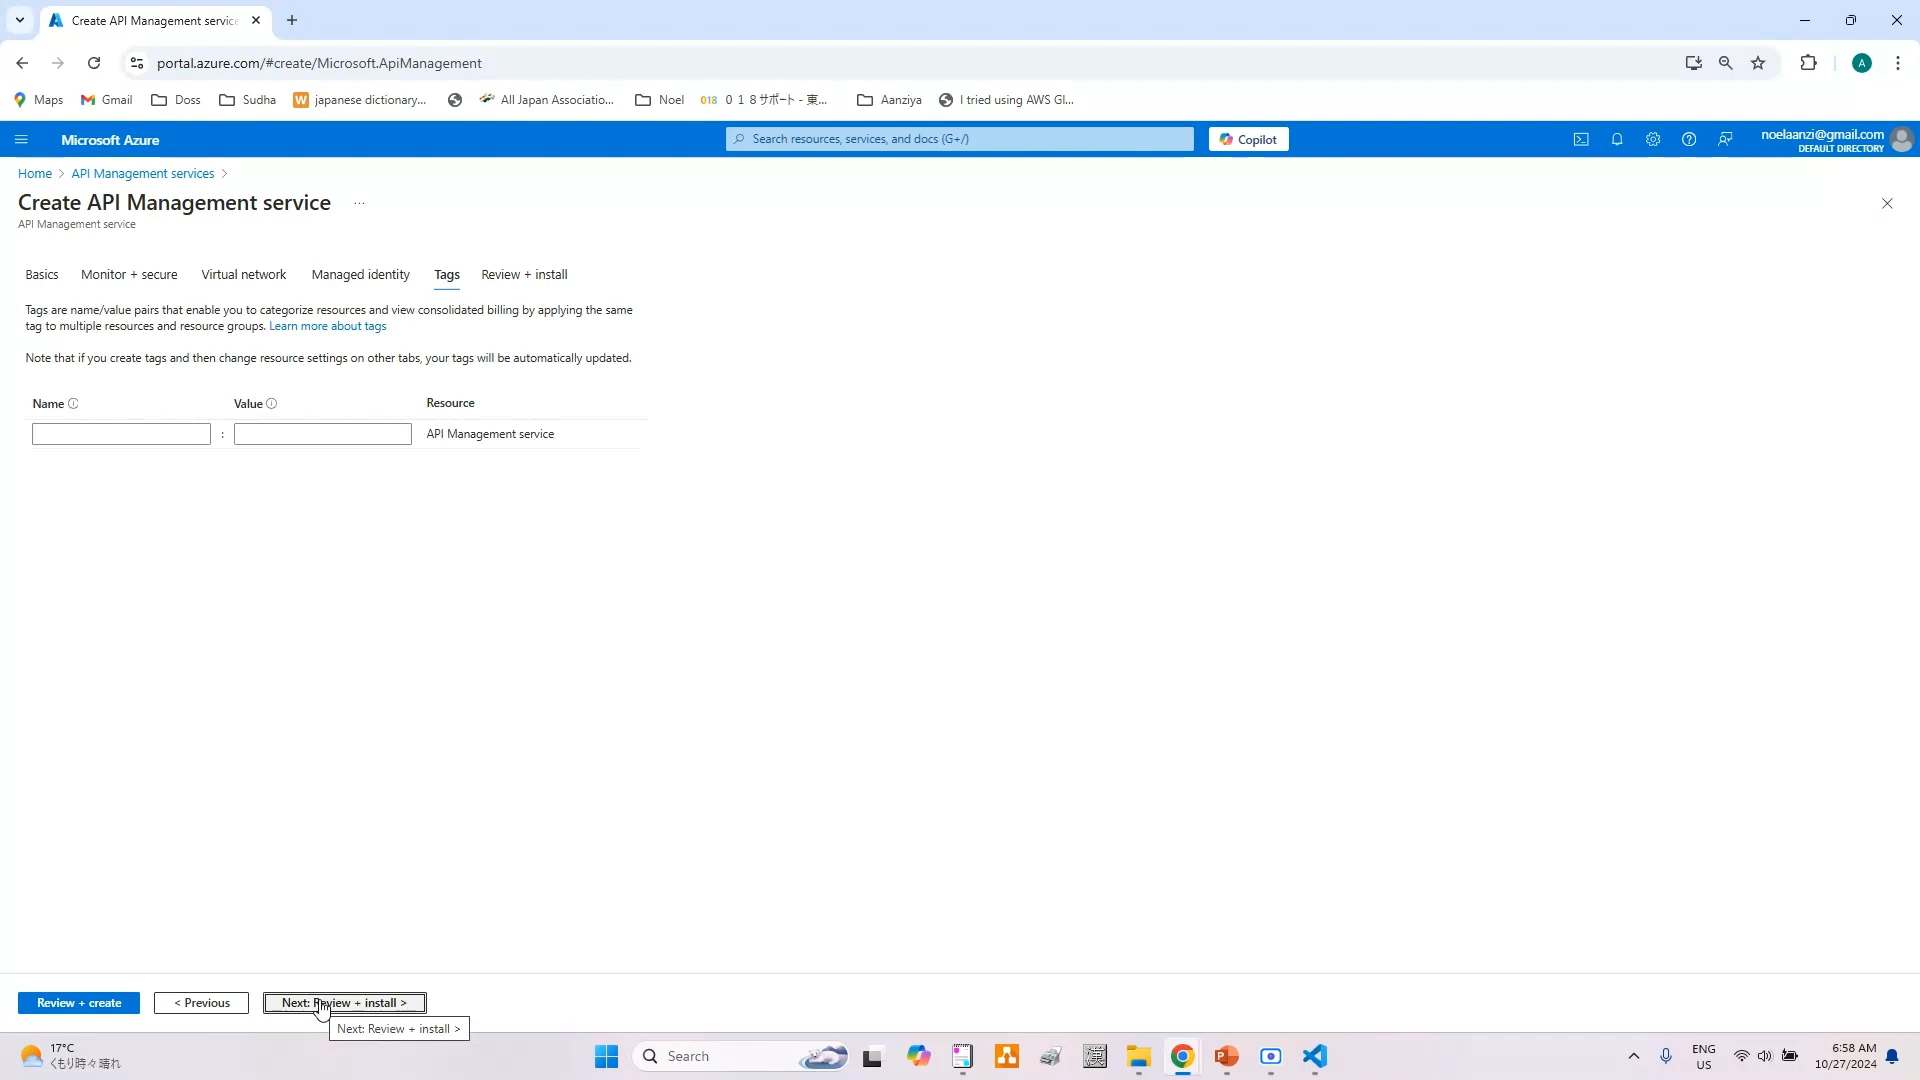 Create API Management service
portal.azure.com/#create/Microsoft.ApiManagement
Maps
Gmail
Doss
Sudha
japanese dictionary...
All Japan Associatio...
Noel
018 ０１８サポート - 東...
Aanziya
I tried using AWS Gl...
Microsoft Azure
Search resources, services, and docs (G+/)
Copilot
noelaanzi@gmail.com
DEFAULT DIRECTORY
Home > API Management services >
Create API Management service ...
API Management service
Basics
Monitor + secure
Virtual network
Managed identity
Tags
Review + install
Tags are name/value pairs that enable you to categorize resources and view consolidated billing by applying the same
tag to multiple resources and resource groups. Learn more about tags
Note that if you create tags and then change resource settings on other tabs, your tags will be automatically updated.
Name
Value
Resource
:
API Management service
Review + create
< Previous
Next: Review + install >
Next: Review + install >
17°C
くもり時々晴れ
Search
ENG
US
6:58 AM
10/27/2024